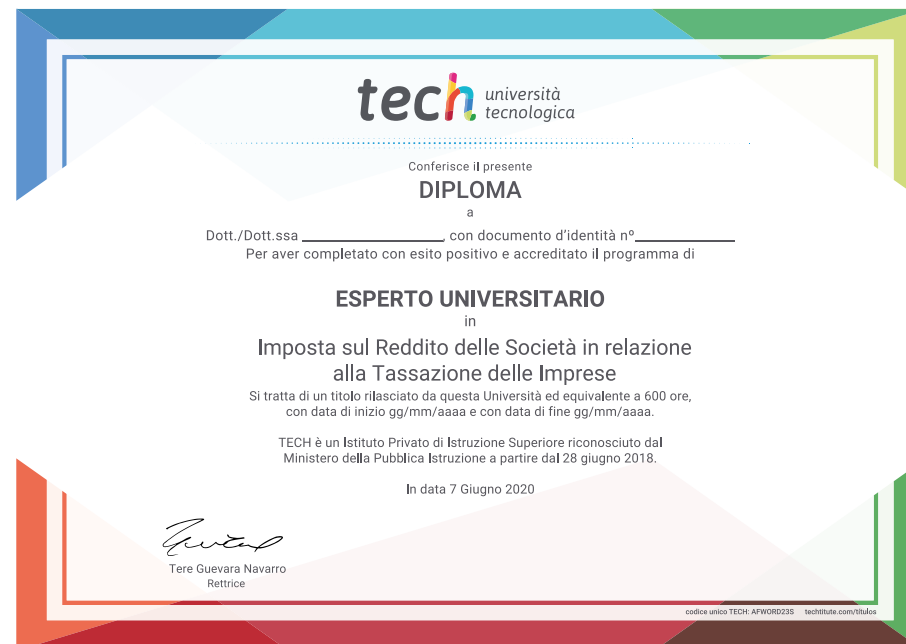 tech università
tecnologica
Conferisce il presente
DIPLOMA
a
Dott./Dott.ssa ____________, con documento d'identità nº____________
Per aver completato con esito positivo e accreditato il programma di
ESPERTO UNIVERSITARIO
in
Imposta sul Reddito delle Società in relazione
alla Tassazione delle Imprese
Si tratta di un titolo rilasciato da questa Università ed equivalente a 600 ore,
con data di inizio gg/mm/aaaa e con data di fine gg/mm/aaaa.
TECH è un Istituto Privato di Istruzione Superiore riconosciuto dal
Ministero della Pubblica Istruzione a partire dal 28 giugno 2018.
In data 7 Giugno 2020
Tere Guevara Navarro
Rettrice
codice unico TECH: AFWORD23S techtitute.com/titulos